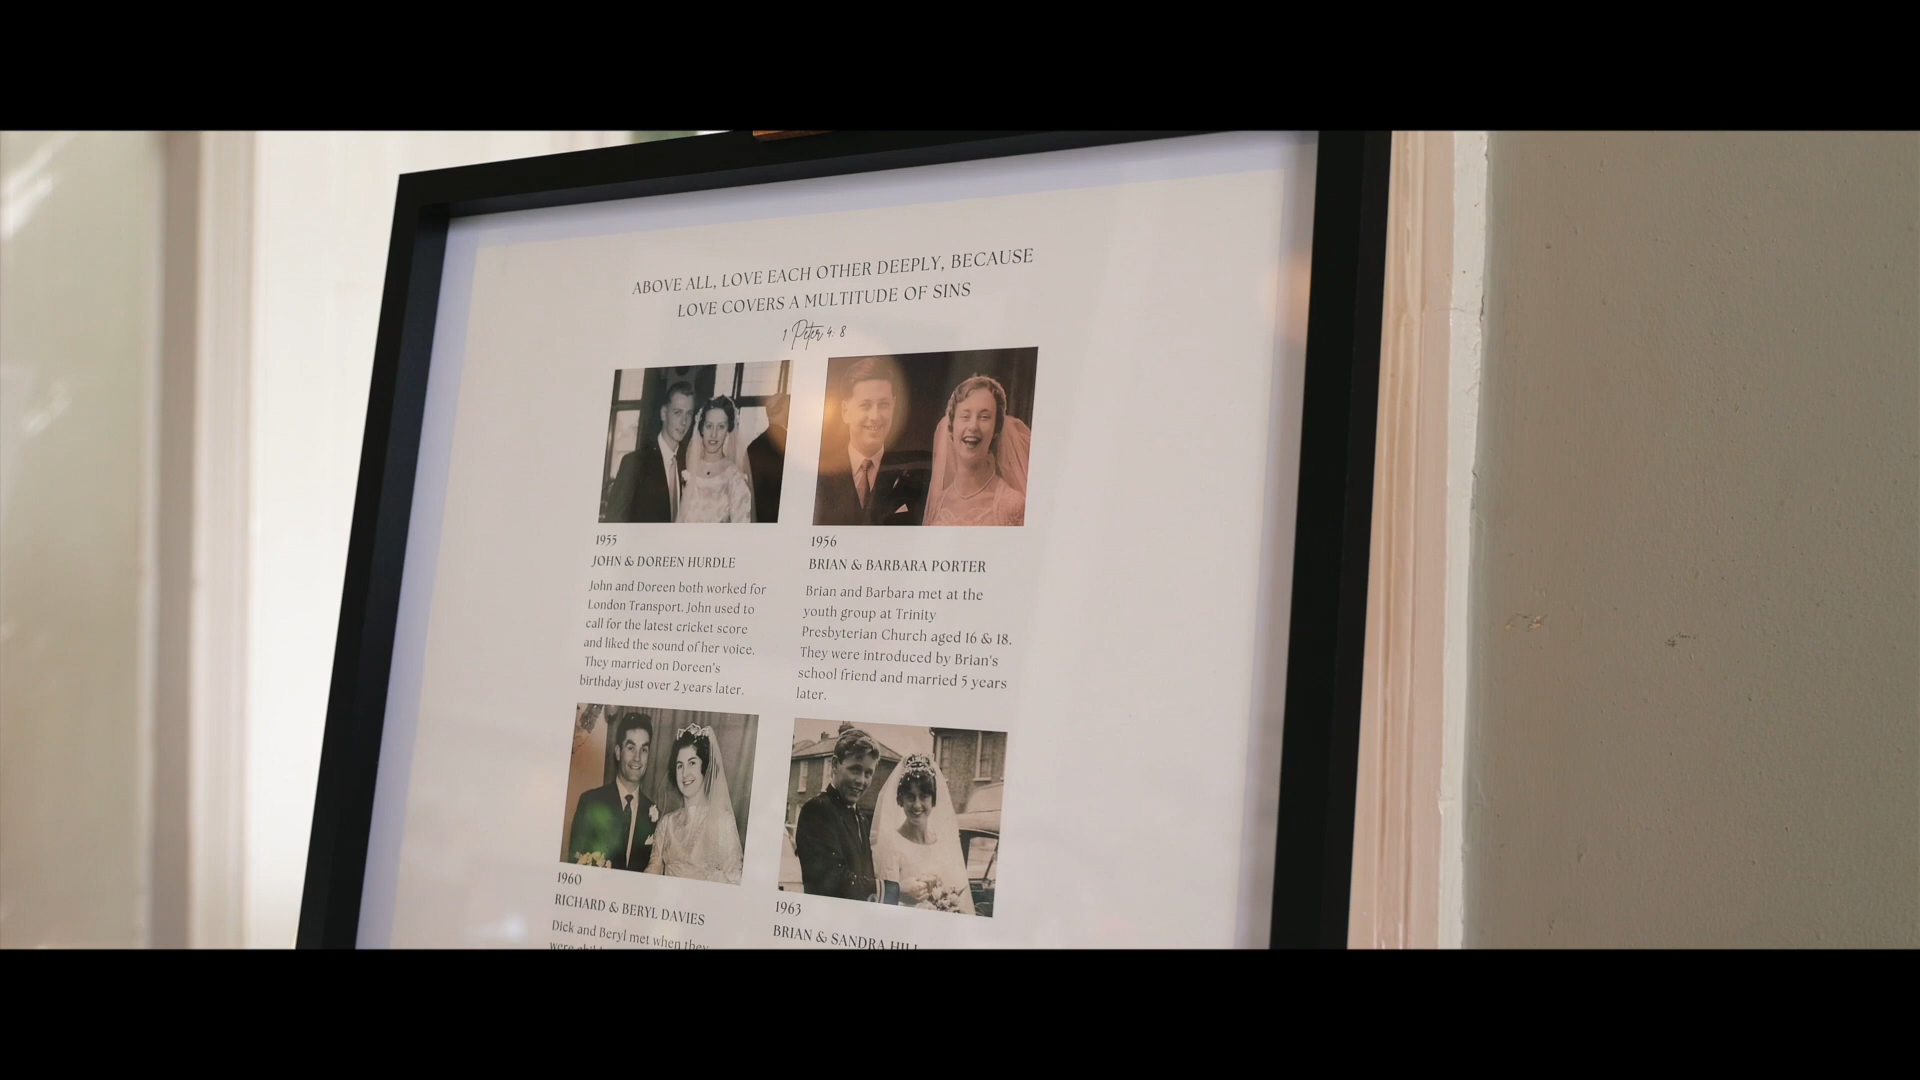 ABOVE ALL, LOVE EACH OTHER DEEPLY, BECAUSE
LOVE COVERS A MULTITUDE OF SINS
1 Peter 4: 8
1955
JOHN & DOREEN HURDLE
John and Doreen both worked for
London Transport. John used to
call for the latest cricket score
and liked the sound of her voice.
They married on Doreen's
birthday just over 2 years later.
1956
BRIAN & BARBARA PORTER
Brian and Barbara met at the
youth group at Trinity
Presbyterian Church aged 16 & 18.
They were introduced by Brian's
school friend and married 5 years
later.
1960
RICHARD & BERYL DAVIES
Dick and Beryl met when they
were
1963
BRIAN & SANDRA HILL